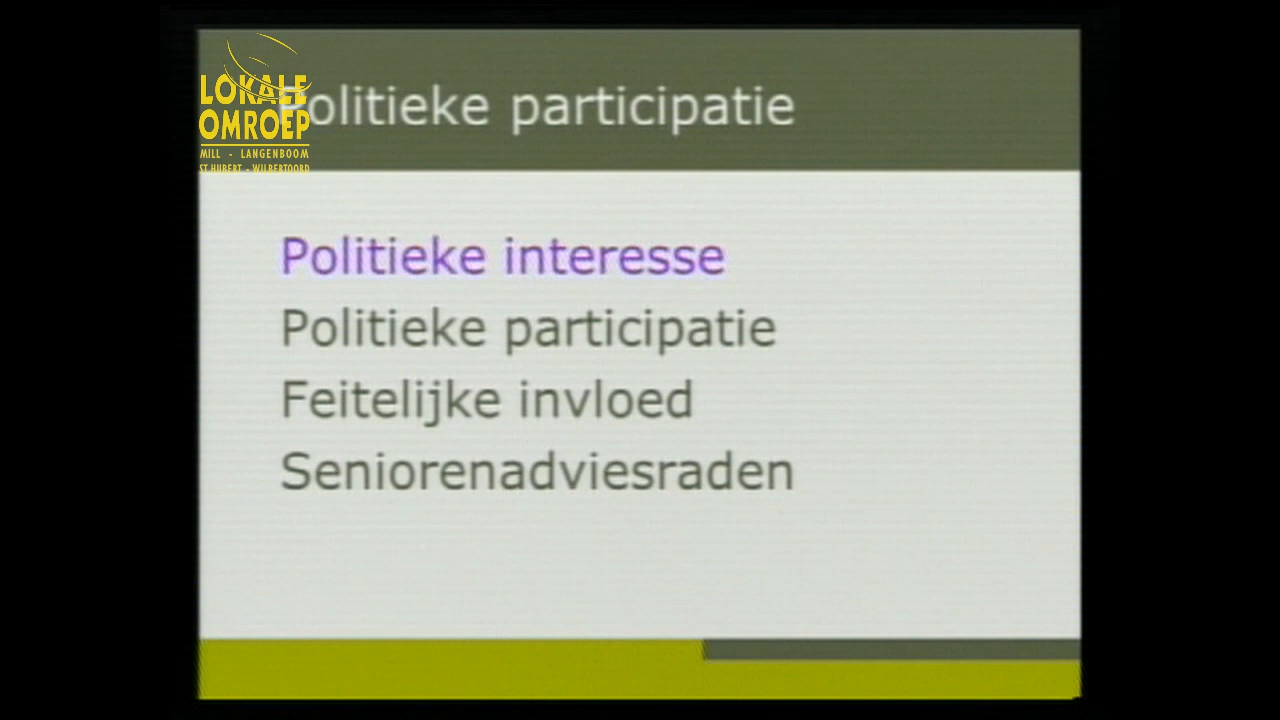 LOKALE
OMROEP
MILL - LANGENBOOM
ST HUBERT - WILBERTOORD
Politieke participatie
Politieke interesse
Politieke participatie
Feitelijke invloed
Seniorenadviesraden